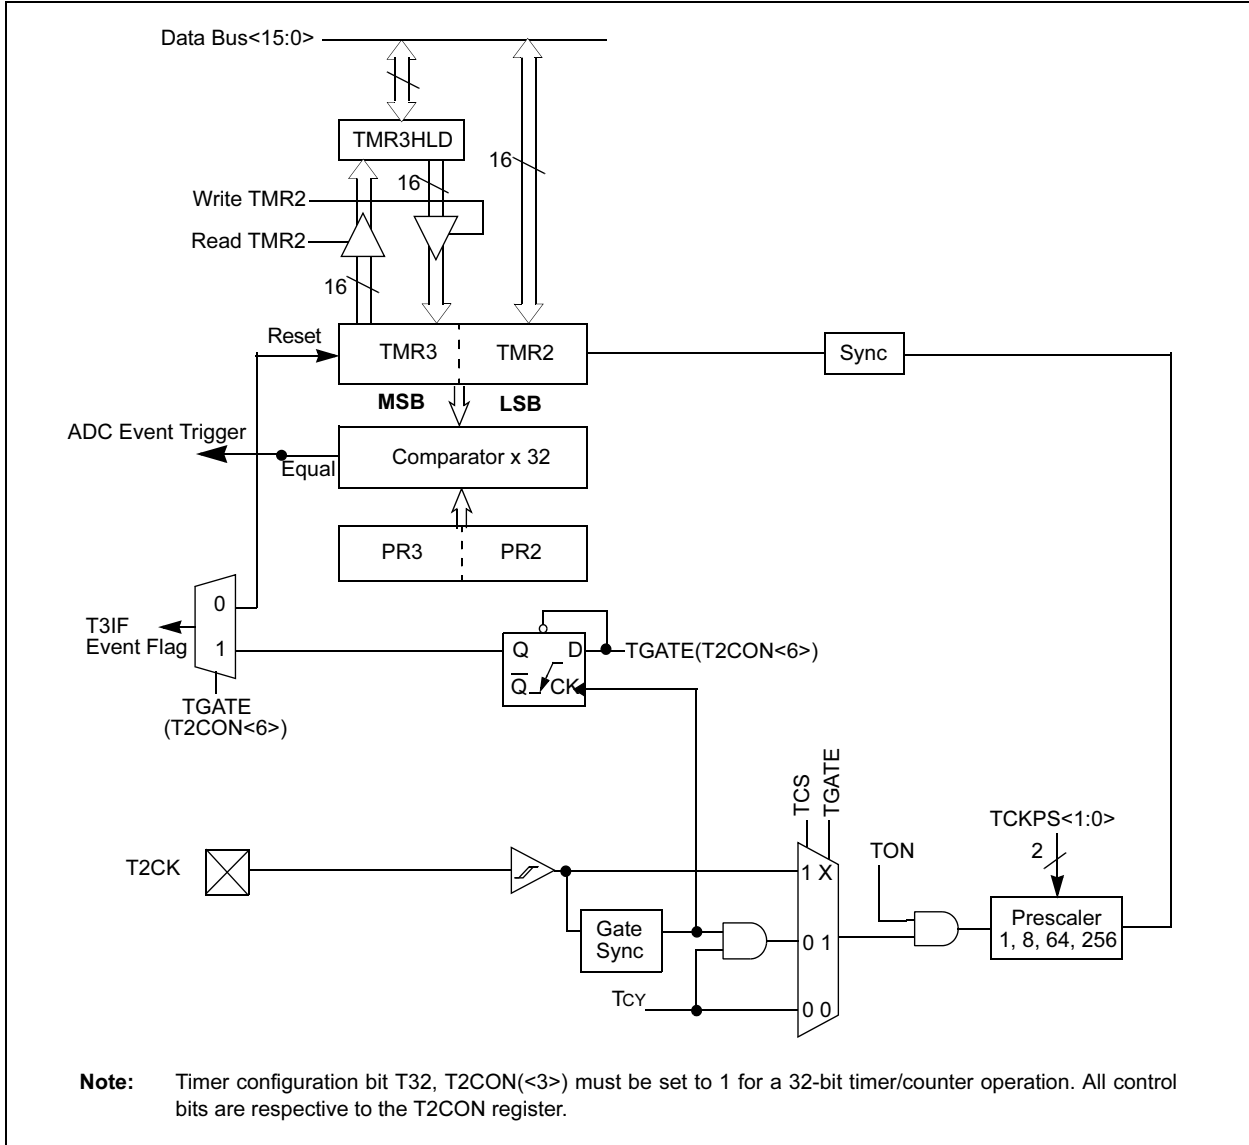 Data Bus<15:0>
TMR3HLD
16
16
Write TMR2
Read TMR2
16
Reset
TMR3 TMR2
Sync
MSB LSB
ADC Event Trigger
Equal
Comparator x 32
PR3 PR2
0
T3IF
Event Flag
1
Q D
TGATE(T2CON<6>)
Q CK
TGATE
(T2CON<6>)
TCS
TGATE
TCKPS<1:0>
2
T2CK
1 X
TON
Prescaler
1, 8, 64, 256
Gate
Sync
0 1
TCY
0 0
Note: Timer configuration bit T32, T2CON(<3>) must be set to 1 for a 32-bit timer/counter operation. All control
bits are respective to the T2CON register.